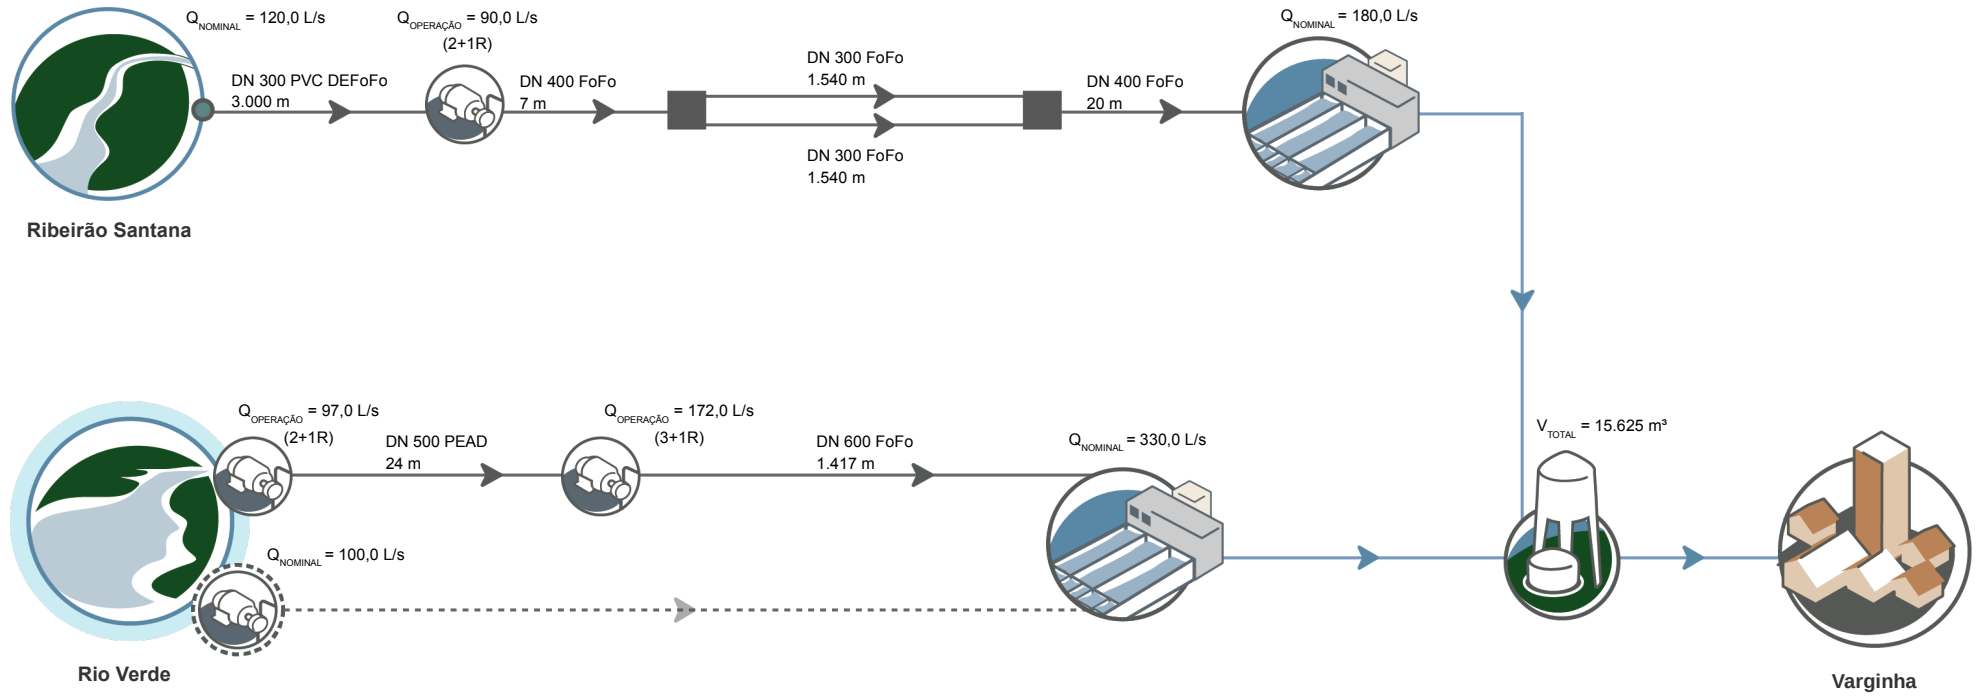 Q NOMINAL = 120,0 L/s
DN 300 PVC DEFoFo
3.000 m
Q OPERAÇÃO = 90,0 L/s
(2+1R)
DN 400 FoFo
7 m
DN 300 FoFo
1.540 m
DN 300 FoFo
1.540 m
DN 400 FoFo
20 m
Q NOMINAL = 180,0 L/s
Ribeirão Santana
Q OPERAÇÃO = 97,0 L/s
(2+1R)
DN 500 PEAD
24 m
Q OPERAÇÃO = 172,0 L/s
(3+1R)
DN 600 FoFo
1.417 m
Q NOMINAL = 330,0 L/s
V TOTAL = 15.625 m³
Q NOMINAL = 100,0 L/s
Rio Verde
Varginha